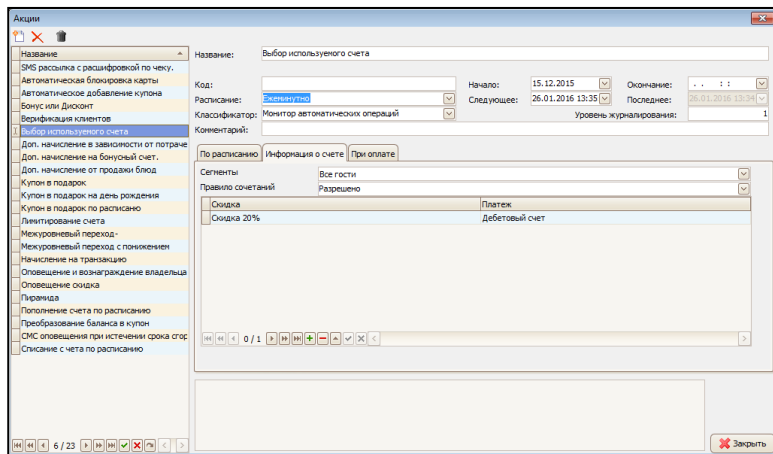 Акции
Название
SMS рассылка с расшифровкой по чеку.
Автоматическая блокировка карты
Автоматическое добавление купона
Бонус или Дисконт
Верификация клиентов
Выбор используемого счета
Доп. начисление в зависимости от потраче
Доп. начисление на бонусный счет.
Доп. начисление от продажи блюд
Купон в подарок
Купон в подарок на день рождения
Купон в подарок по расписаню
Лимитирование счета
Межуровневый переход-
Межуровневый переход с понижением
Начисление на транзакцию
Оповещение и вознаграждение владельца
Оповещение скидка
Пирамида
Пополнение счета по расписанию
Преобразование баланса в купон
СМС оповещения при истечении срока сгор
Списание с чета по расписанию
6 / 23
Название: Выбор используемого счета
Код: Начало: 15.12.2015 Окончание: . . : :
Расписание: Ежеминутно Следующее: 26.01.2016 13:35 Последнее: 26.01.2016 13:34
Классификатор: Монитор автоматических операций Уровень журналирования: 1
Комментарий:
По расписанию Информация о счете При оплате
Сегменты Все гости
Правило сочетаний Разрешено
Скидка Платеж
Скидка 20% Дебетовый счет
0 / 1
Закрыть